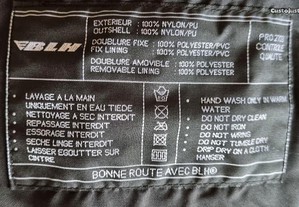 CustoJusto
BLH
EXTERIEUR : 100% NYLON/PU
OUTSHELL : 100% NYLON/PU
DOUBLURE FIXE : 100% POLYESTER/PVC
FIX LINING : 100% POLYESTER/PVC
DOUBLURE AMOVIBLE : 100% POLYESTER
REMOVABLE LINING : 100% POLYESTER
CONTROLE
QUALITE
• LAVAGE A LA MAIN
UNIQUEMENT EN EAU TIEDE
• NETTOYAGE A SEC INTERDIT
• REPASSAGE INTERDIT
• ESSORAGE INTERDIT
• SECHE LINGE INTERDIT
• LAISSER EGOUTTER SUR
CINTRE
• HAND WASH ONLY IN WARM
WATER
• DO NOT DRY CLEAN
• DO NOT IRON
• DO NOT WRING
• DO NOT TUMBLE DRY
• DRIP DRY ON A CLOTH
HANGER
BONNE ROUTE AVEC BLH®